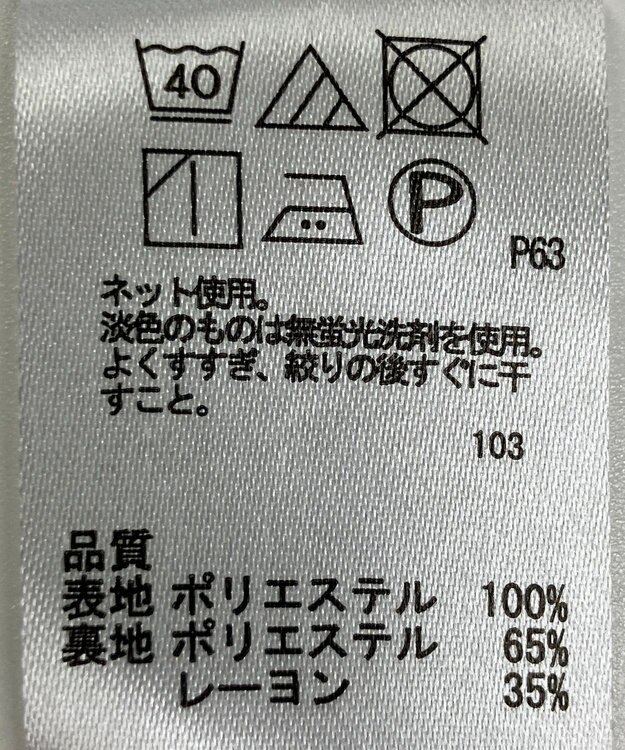 40
P
P63
ネット使用。
淡色のものは無蛍光洗剤を使用。
よくすすぎ、絞りの後すぐに干
すこと。
103
品質
表地 ポリエステル 100%
裏地 ポリエステル 65%
レーヨン 35%